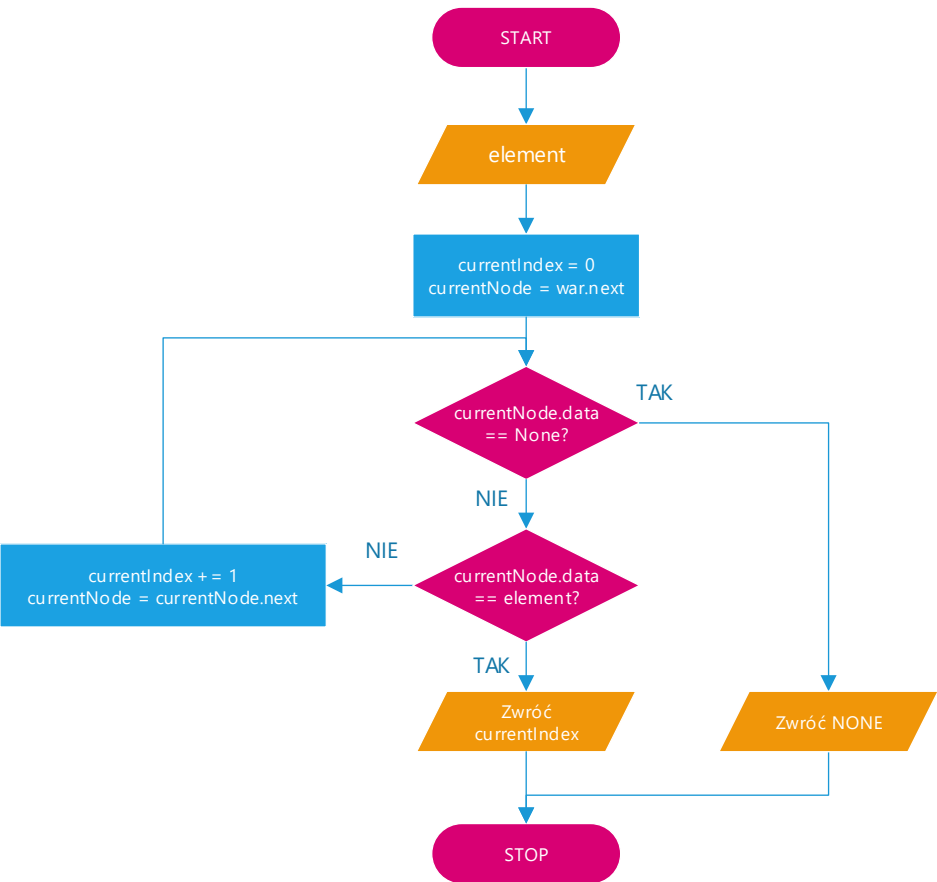 START
element
currentIndex = 0
currentNode = war.next
currentNode.data
== None?
TAK
NIE
currentNode.data
== element?
NIE
currentIndex += 1
currentNode = currentNode.next
TAK
Zwróć
currentIndex
Zwróć NONE
STOP